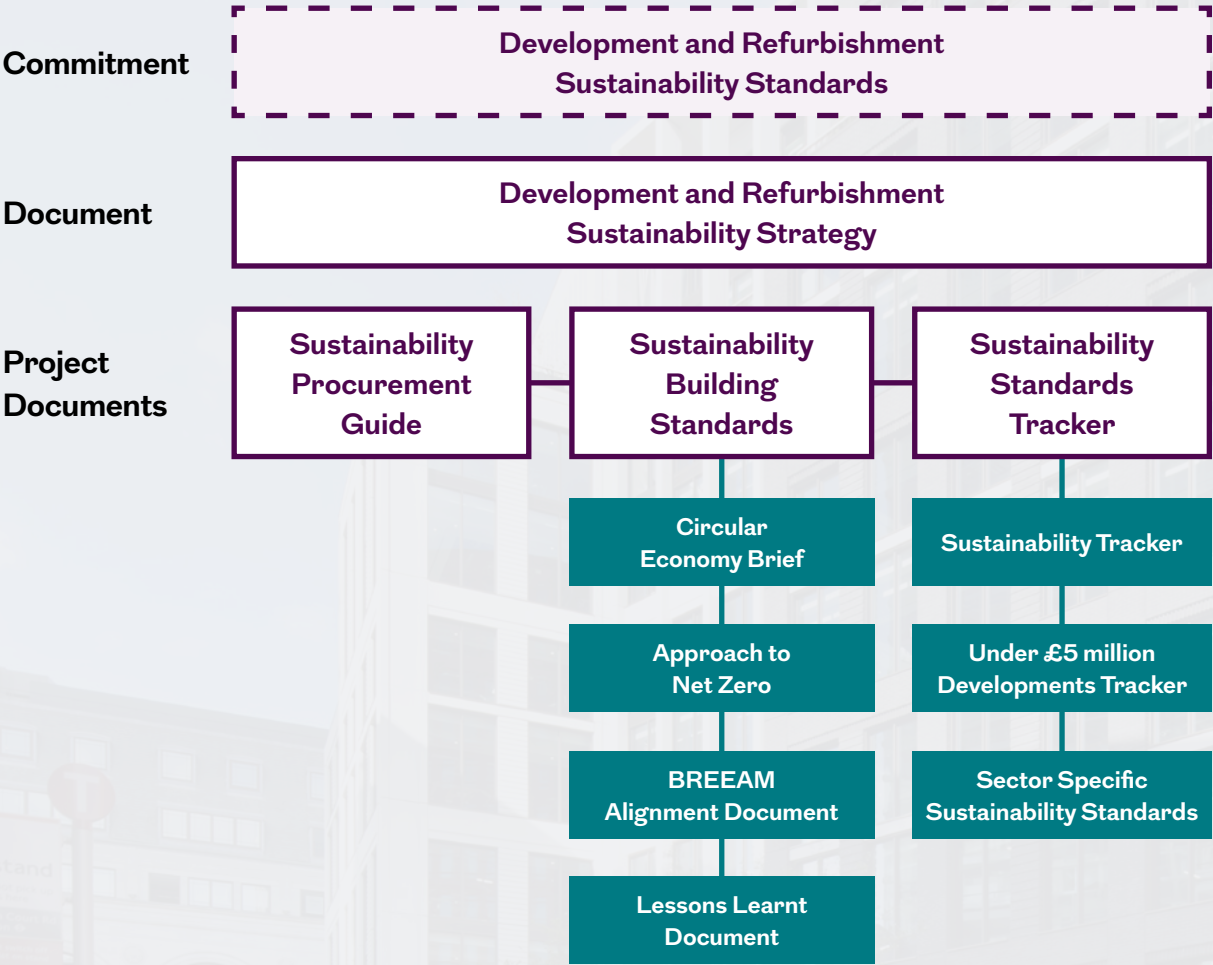 Commitment
Development and Refurbishment
Sustainability Standards
Document
Development and Refurbishment
Sustainability Strategy
Project
Documents
Sustainability
Procurement
Guide
Sustainability
Building
Standards
Sustainability
Standards
Tracker
Circular
Economy Brief
Approach to
Net Zero
BREEAM
Alignment Document
Lessons Learnt
Document
Sustainability Tracker
Under £5 million
Developments Tracker
Sector Specific
Sustainability Standards
stand